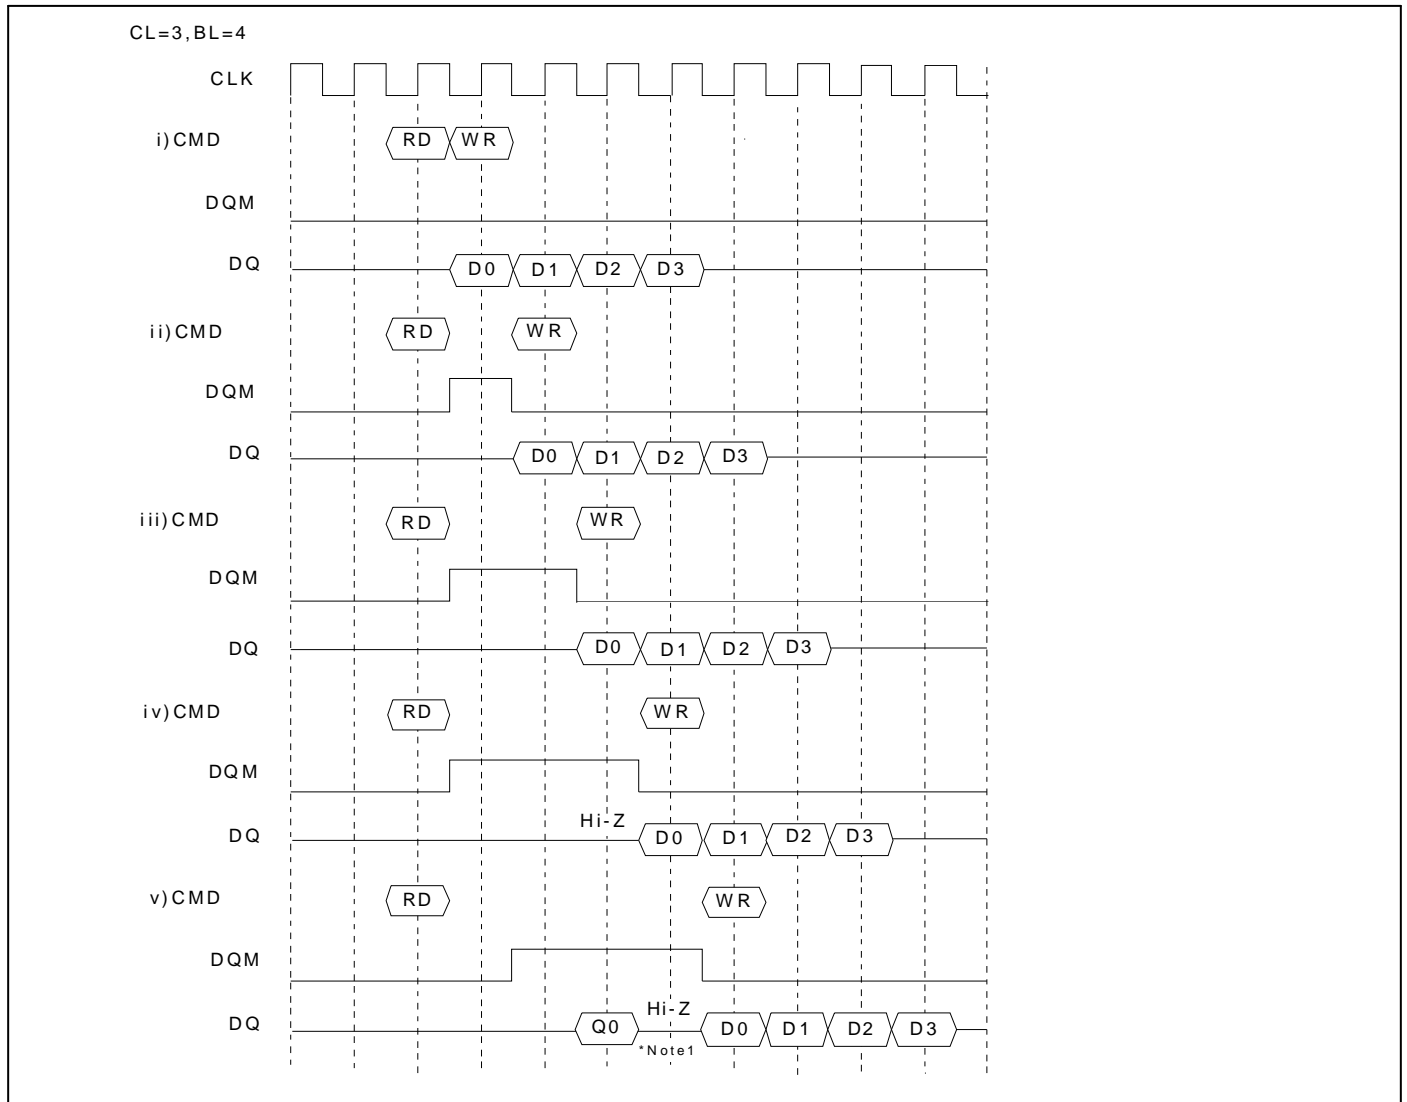 CL=3,BL=4
CLK
i)CMD RD WR
DQM
DQ D0 D1 D2 D3
ii)CMD RD WR
DQM
DQ D0 D1 D2 D3
iii)CMD RD WR
DQM
DQ D0 D1 D2 D3
iv)CMD RD WR
DQM
Hi-Z
DQ D0 D1 D2 D3
v)CMD RD WR
DQM
Hi-Z
DQ Q0 D0 D1 D2 D3
*Note1